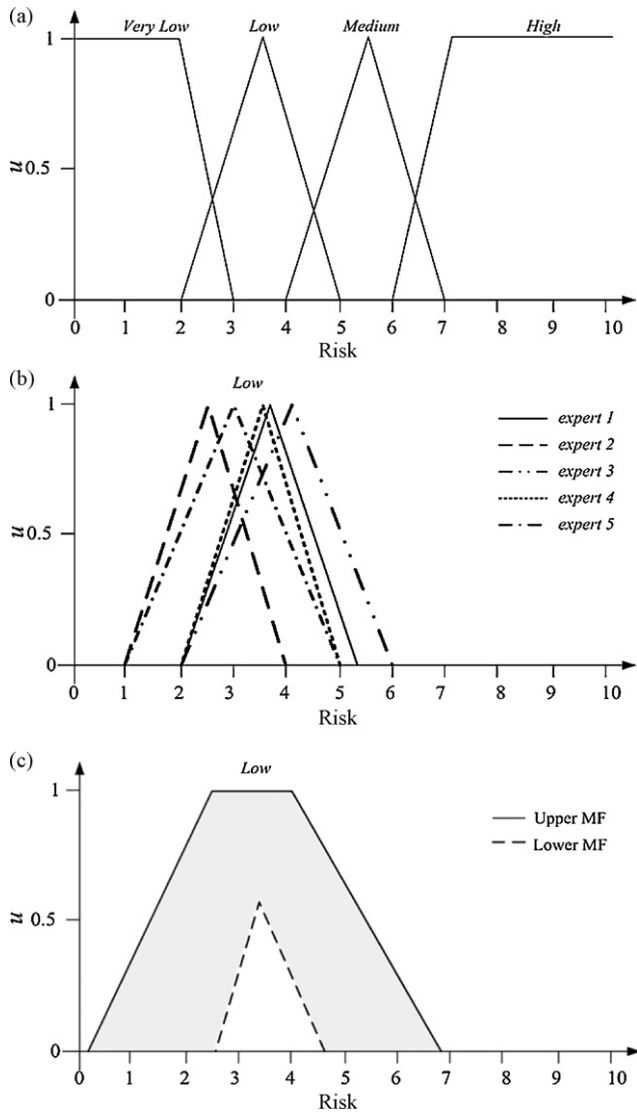 (a)
Very Low Low Medium High
1
0.5
u
0
0 1 2 3 4 5 6 7 8 9 10
Risk
(b)
Low
1
0.5
u
0
expert 1
expert 2
expert 3
expert 4
expert 5
0 1 2 3 4 5 6 7 8 9 10
Risk
(c)
Low
1
0.5
u
0
Upper MF
Lower MF
0 1 2 3 4 5 6 7 8 9 10
Risk